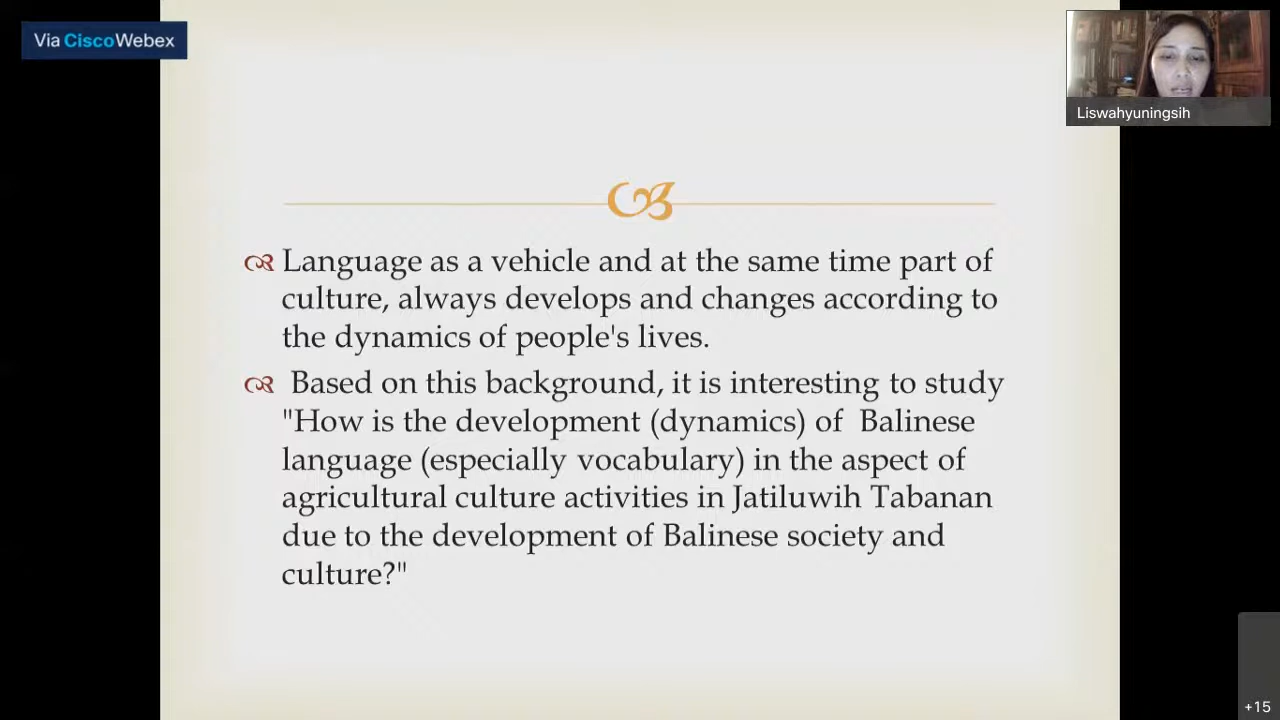 Via CiscoWebex
Liswahyuningsih
Language as a vehicle and at the same time part of
culture, always develops and changes according to
the dynamics of people's lives.
Based on this background, it is interesting to study
"How is the development (dynamics) of Balinese
language (especially vocabulary) in the aspect of
agricultural culture activities in Jatiluwih Tabanan
due to the development of Balinese society and
culture?"
+15